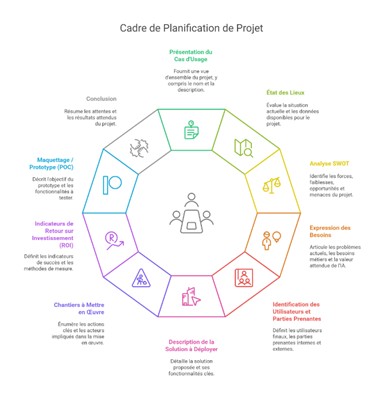 Cadre de Planification de Projet
Présentation du
Cas d'Usage
Fournit une vue
d'ensemble du projet, y
compris le nom et la
description.
État des Lieux
Évalue la situation
actuelle et les données
disponibles pour le
projet.
Analyse SWOT
Identifie les forces,
faiblesses,
opportunités et
menaces du projet.
Expression des
Besoins
Articule les problèmes
actuels, les besoins
métiers et la valeur
attendue de l'IA.
Identification des
Utilisateurs et
Parties Prenantes
Définit les utilisateurs
finaux, les parties
prenantes internes et
externes.
Description de la
Solution à Déployer
Détaille la solution
proposée et ses
fonctionnalités clés.
Chantiers à Mettre
en Œuvre
Énumère les actions
clés et les acteurs
impliqués dans la mise
en œuvre.
Indicateurs de
Retour sur
Investissement
(ROI)
Définit les indicateurs
de succès et les
méthodes de mesure.
Maquettage /
Prototype (POC)
Décrit l'objectif du
prototype et les
fonctionnalités à
tester.
Conclusion
Résume les attentes et
les résultats attendus
du projet.